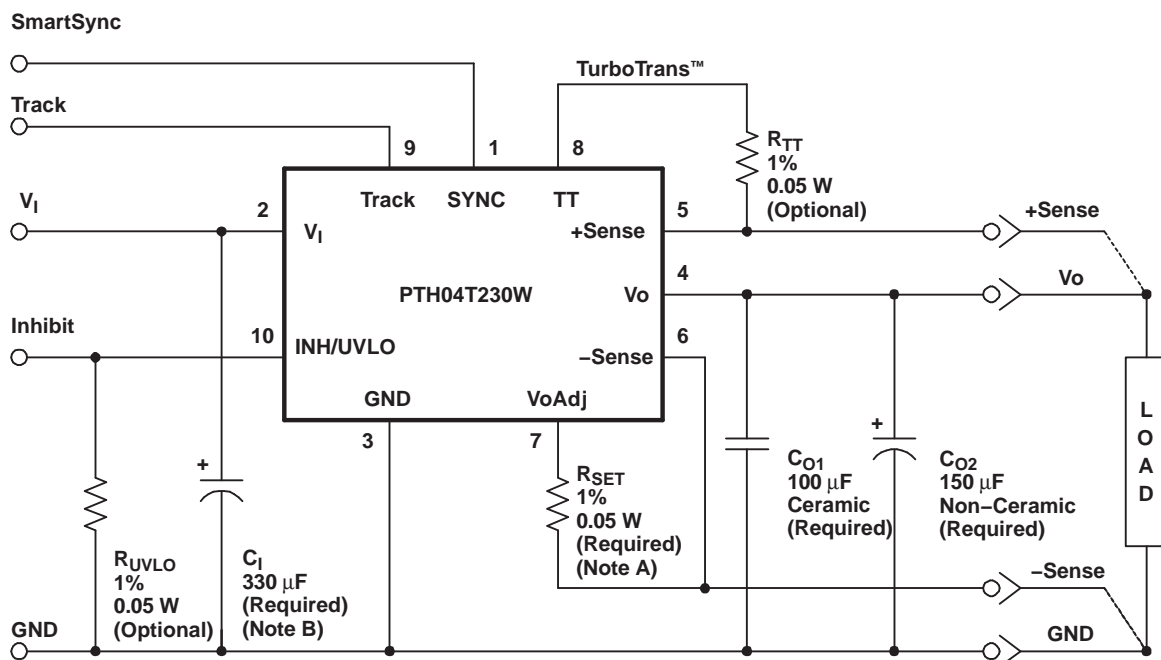 SmartSync
TurboTrans™
Track
9
1
8
R_TT
1%
0.05 W
(Optional)
V_I
2
Track
SYNC
TT
5
+Sense
V_I
+Sense
4
Vo
PTH04T230W
Vo
Inhibit
10
6
INH/UVLO
−Sense
GND
VoAdj
3
7
L
O
A
D
+
R_SET
1%
0.05 W
(Required)
(Note A)
C_O1
100 μF
Ceramic
(Required)
+
C_O2
150 μF
Non−Ceramic
(Required)
R_UVLO
1%
0.05 W
(Optional)
C_I
330 μF
(Required)
(Note B)
−Sense
GND
GND